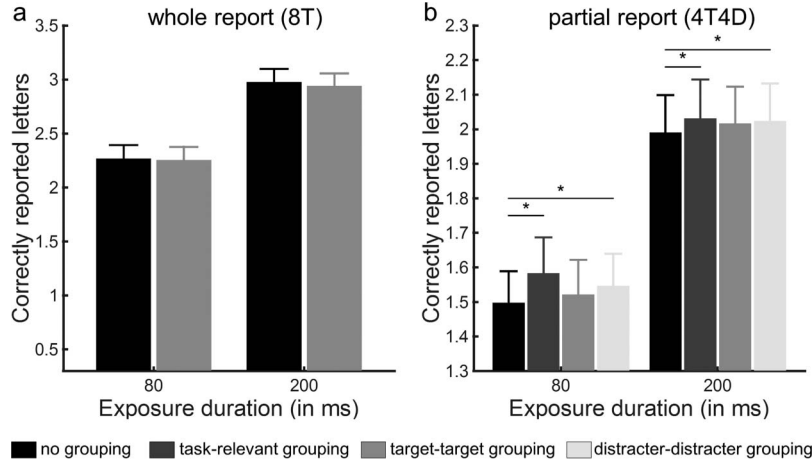 a
whole report (8T)
Correctly reported letters
3.5
3
2.5
2
1.5
1
0.5
80
200
Exposure duration (in ms)
b
partial report (4T4D)
Correctly reported letters
2.3
2.2
2.1
2
1.9
1.8
1.7
1.6
1.5
1.4
1.3
*
*
*
*
80
200
Exposure duration (in ms)
no grouping
task-relevant grouping
target-target grouping
distracter-distracter grouping